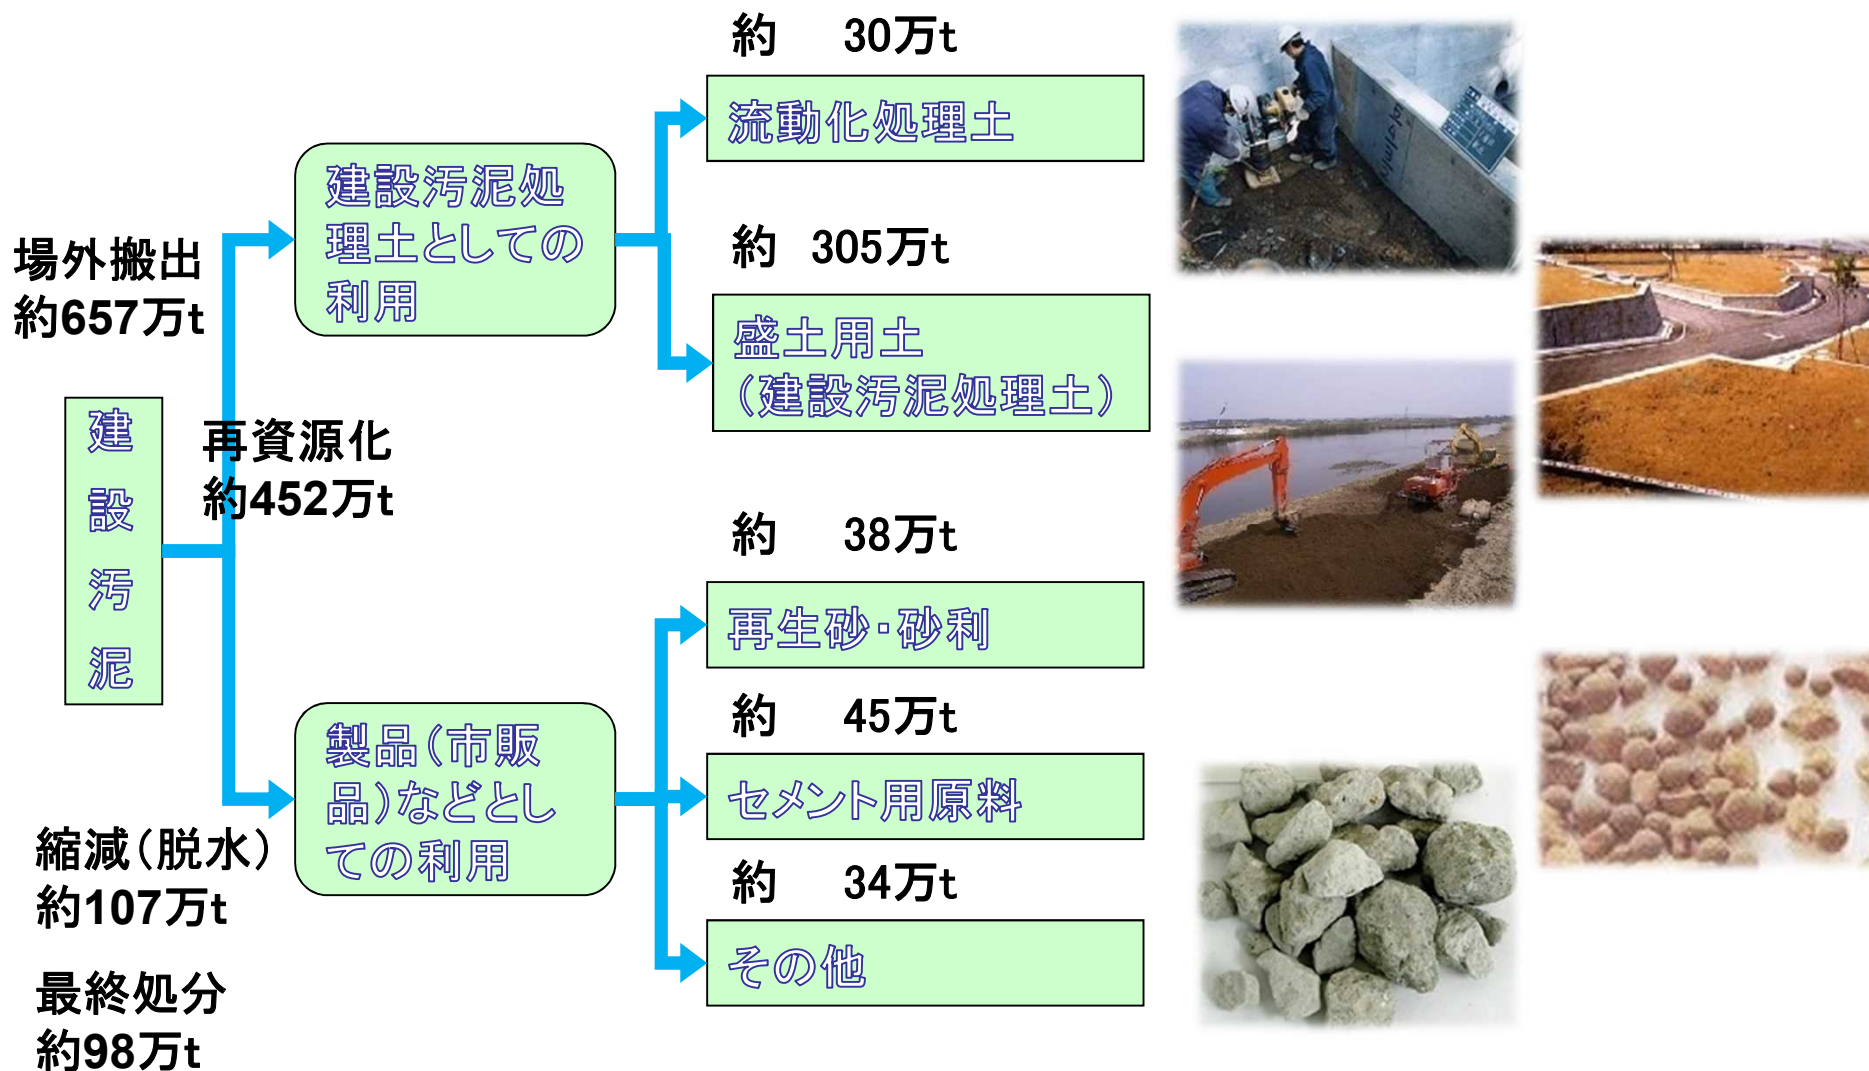 場外搬出
約657万t
建
設
汚
泥
再資源化
約452万t
縮減(脱水)
約107万t
最終処分
約98万t
建設汚泥処
理土としての
利用
約 30万t
流動化処理土
約 305万t
盛土用土
(建設汚泥処理土)
製品(市販
品)などとし
ての利用
約 38万t
再生砂・砂利
約 45万t
セメント用原料
約 34万t
その他